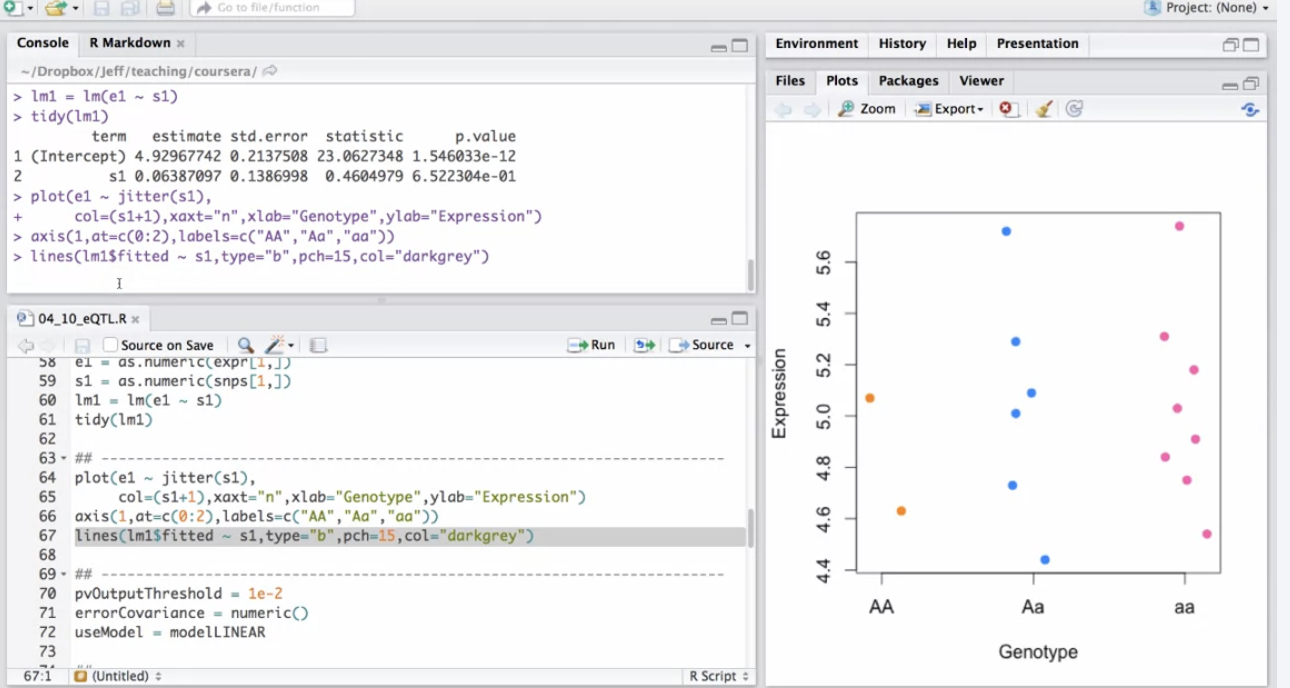 Go to file/function
Project: (None)
Console R Markdown
~/Dropbox/Jeff/teaching/coursera/
> lm1 = lm(e1 ~ s1)
> tidy(lm1)
term estimate std.error statistic p.value
1 (Intercept) 4.92967742 0.2137508 23.0627348 1.546033e-12
2 s1 0.06387097 0.1386998 0.4604979 6.522304e-01
> plot(e1 ~ jitter(s1),
+ col=(s1+1),xaxt="n",xlab="Genotype",ylab="Expression")
> axis(1,at=c(0:2),labels=c("AA","Aa","aa"))
> lines(lm1$fitted ~ s1,type="b",pch=15,col="darkgrey")
04_10_eQTL.R
Source on Save Run Source
58 e1 = as.numeric(expr[1,])
59 s1 = as.numeric(snps[1,])
60 lm1 = lm(e1 ~ s1)
61 tidy(lm1)
62
63 ## ------------------------------------------------------------------------
64 plot(e1 ~ jitter(s1),
65 col=(s1+1),xaxt="n",xlab="Genotype",ylab="Expression")
66 axis(1,at=c(0:2),labels=c("AA","Aa","aa"))
67 lines(lm1$fitted ~ s1,type="b",pch=15,col="darkgrey")
68
69 ## ------------------------------------------------------------------------
70 pvOutputThreshold = 1e-2
71 errorCovariance = numeric()
72 useModel = modelLINEAR
73
67:1 (Untitled) R Script
Environment History Help Presentation
Files Plots Packages Viewer
Zoom Export
Expression
5.6
5.4
5.2
5.0
4.8
4.6
4.4
AA Aa aa
Genotype